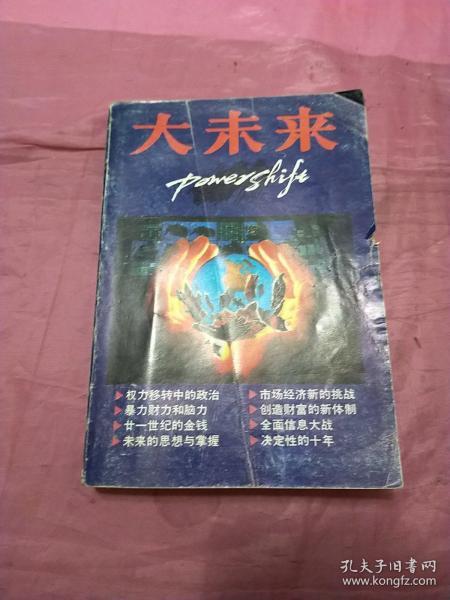 大未来
Powershift
▶权力移转中的政治
▶暴力财力和脑力
▶廿一世纪的金钱
▶未来的思想与掌握
▶市场经济新的挑战
▶创造财富的新体制
▶全面信息大战
▶决定性的十年
孔夫子旧书网
www.kongfz.com